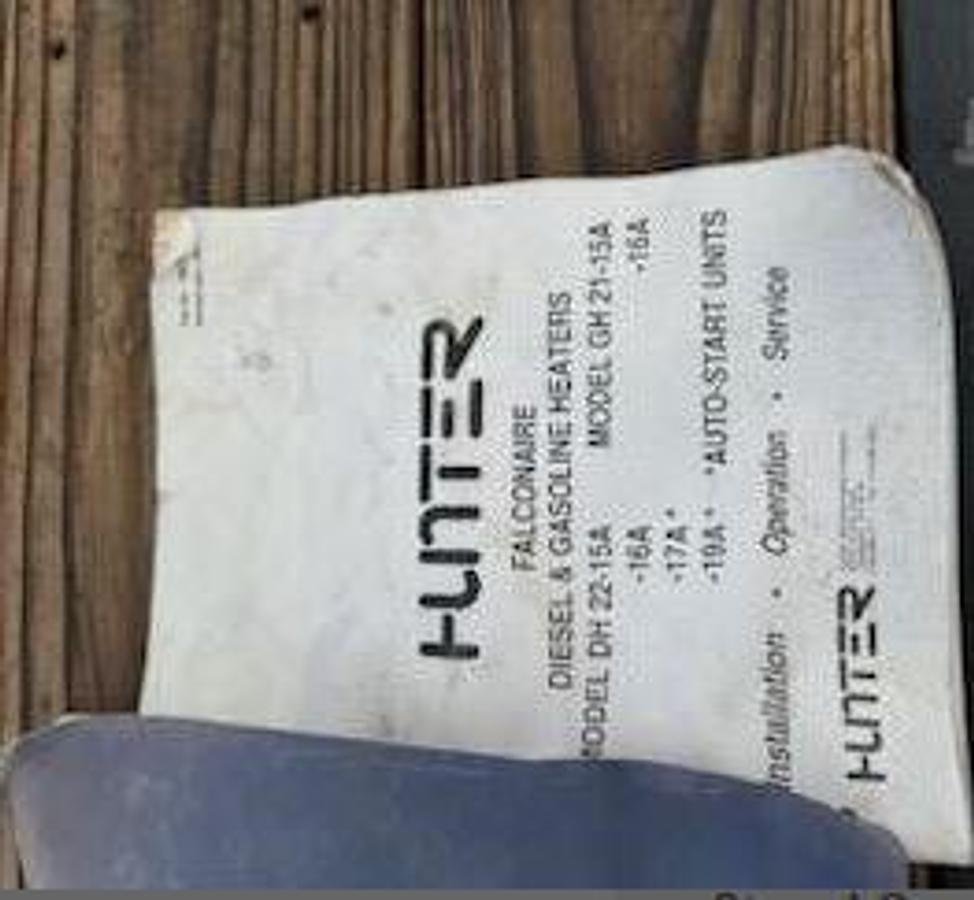 HUNTER
FALCONAIRE
DIESEL & GASOLINE HEATERS
MODEL DH 22-15A MODEL GH 21-15A
-16A -16A
-17A*
-19A* *AUTO-START UNITS
Installation • Operation • Service
HUNTER